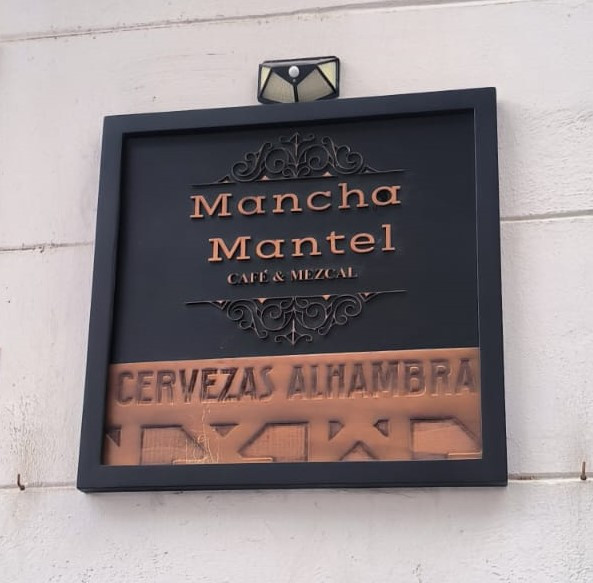 Mancha
Mantel
CAFÉ & MEZCAL
CERVEZAS ALHAMBRA